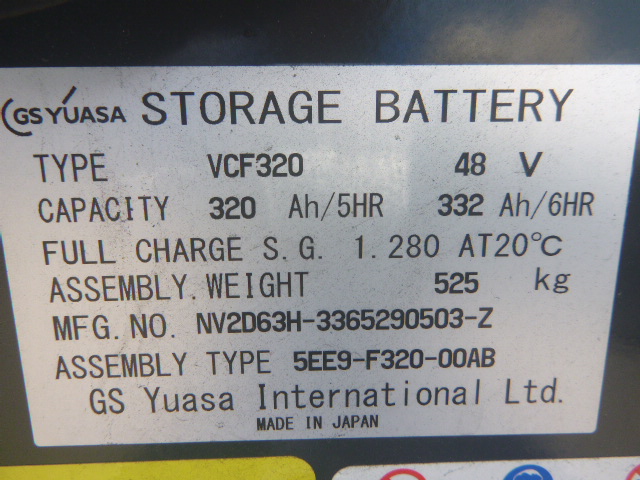 GS YUASA STORAGE BATTERY
TYPE VCF320 48 V
CAPACITY 320 Ah/5HR 332 Ah/6HR
FULL CHARGE S.G. 1.280 AT20℃
ASSEMBLY.WEIGHT 525 kg
MFG.NO. NV2D63H-3365290503-Z
ASSEMBLY TYPE 5EE9-F320-00AB
GS Yuasa International Ltd.
MADE IN JAPAN